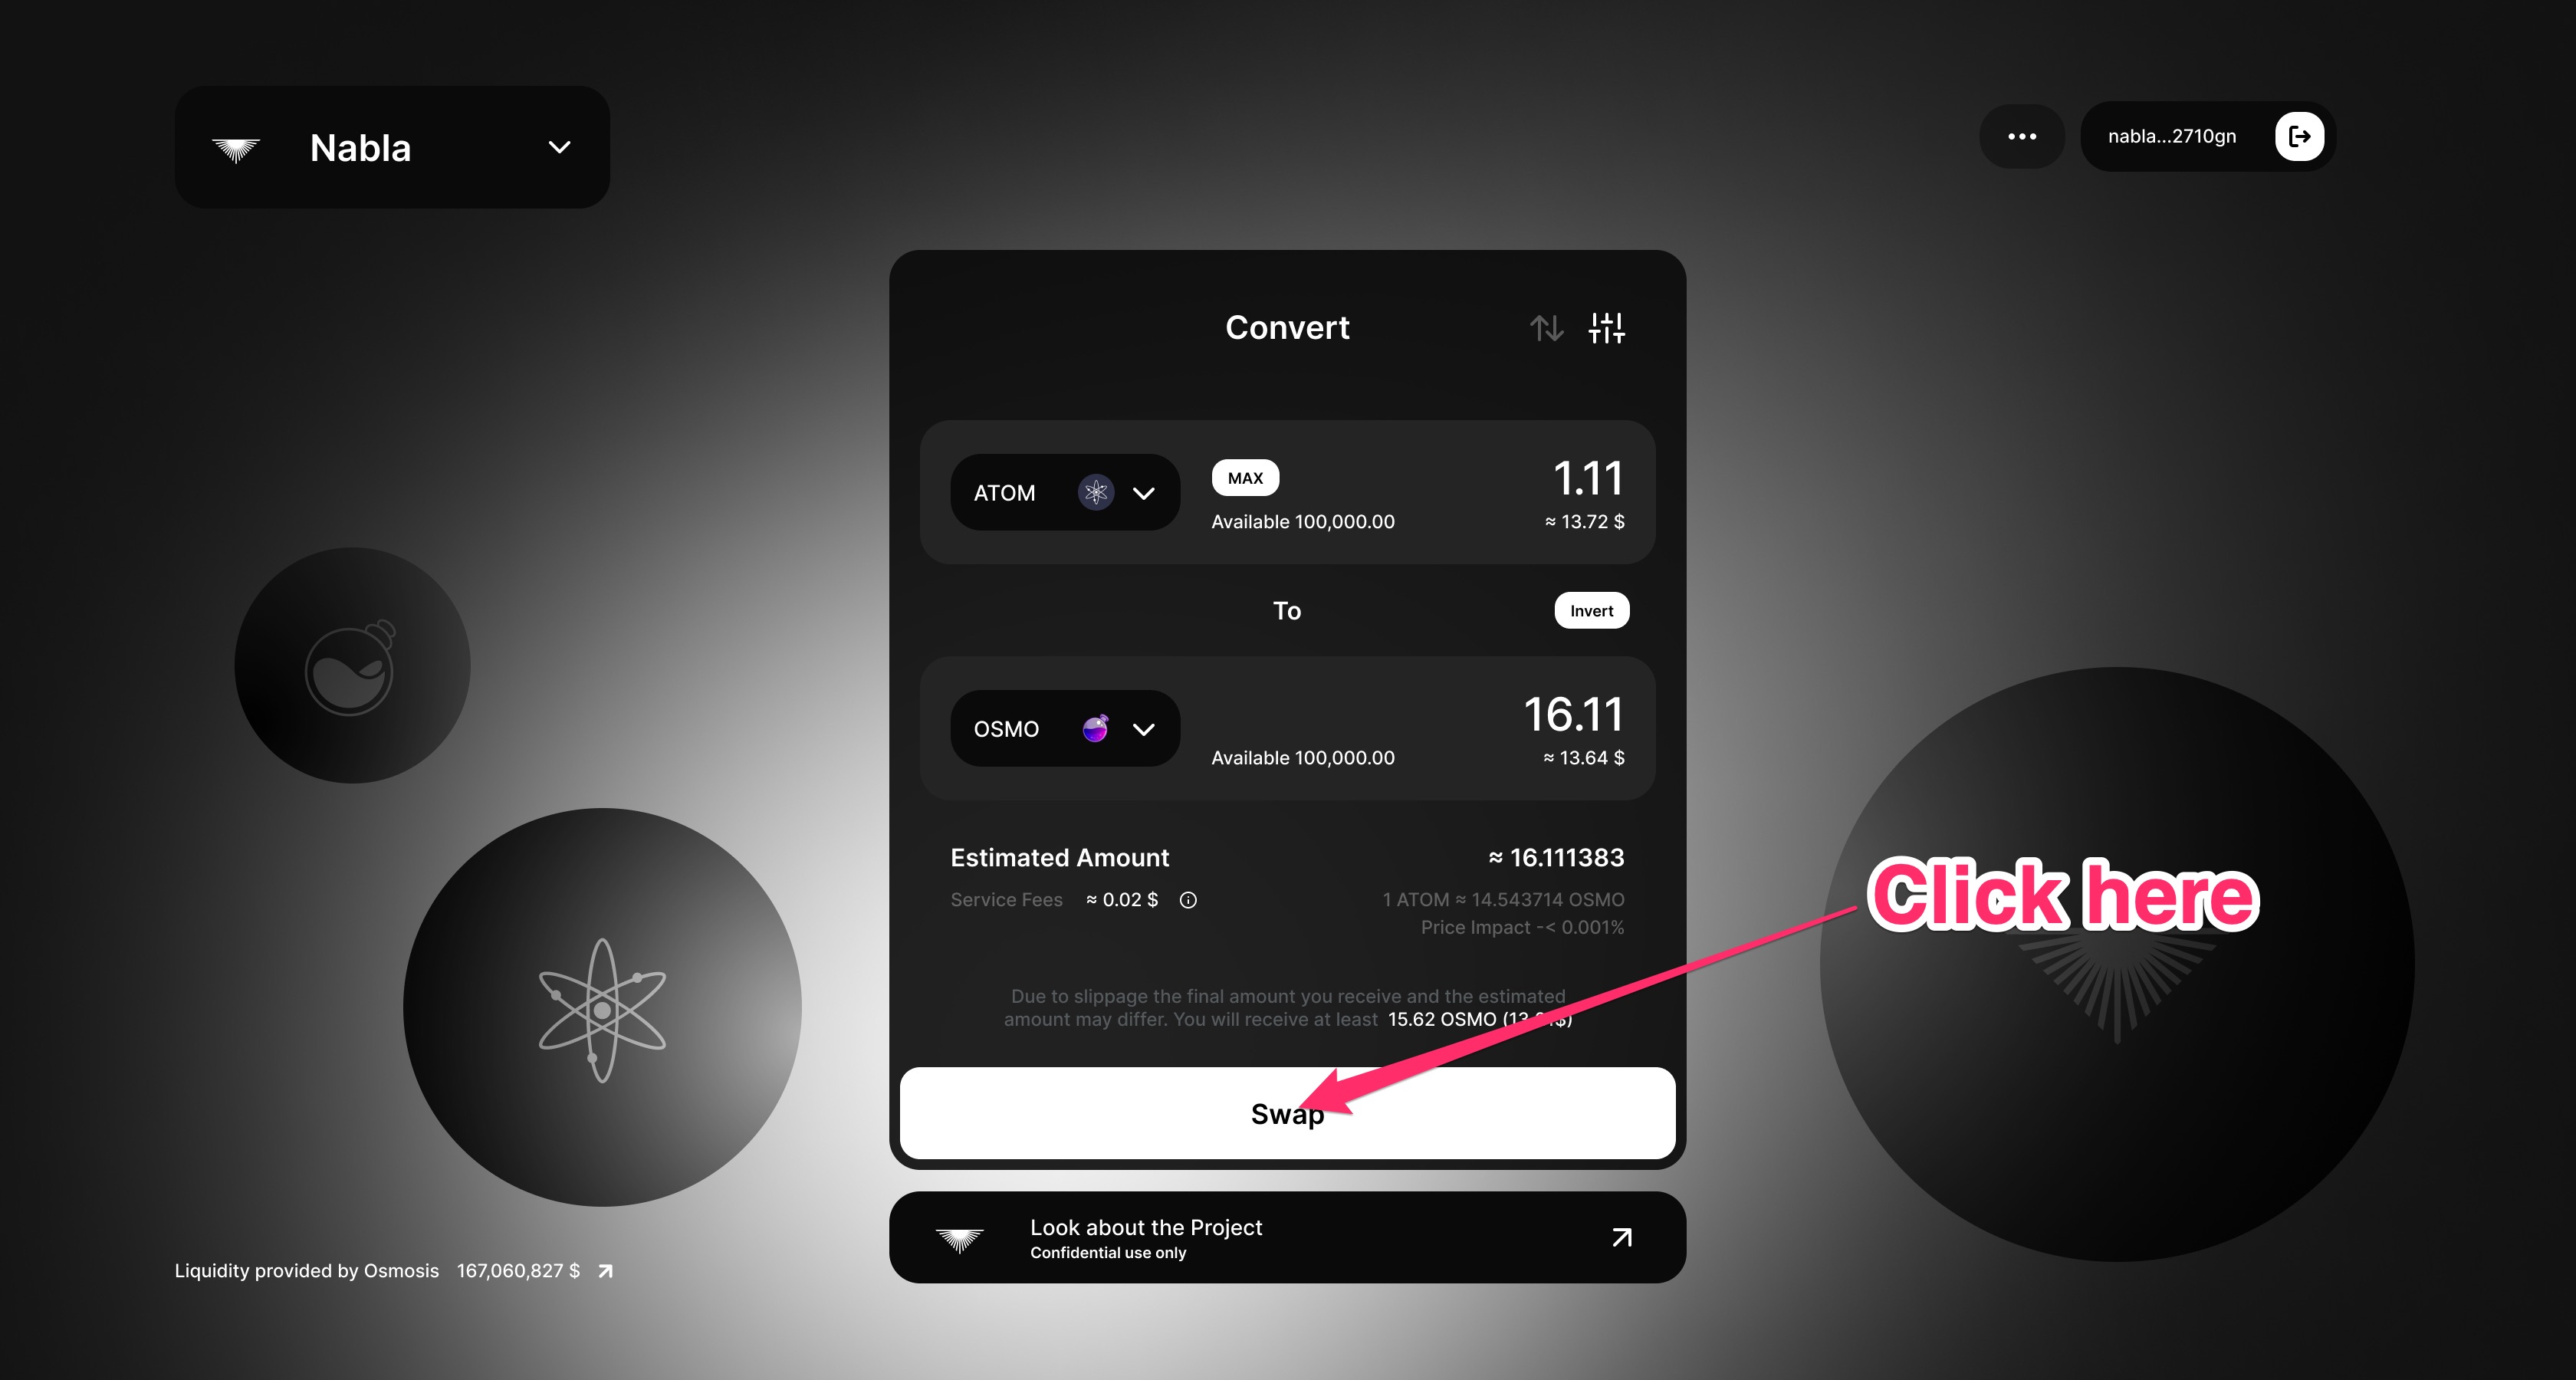 Nabla
nabla...2710gn
Convert
ATOM
MAX
Available 100,000.00
1.11
≈ 13.72 $
To
Invert
OSMO
Available 100,000.00
16.11
≈ 13.64 $
Estimated Amount
≈ 16.111383
Service Fees ≈ 0.02 $
1 ATOM ≈ 14.543714 OSMO
Price Impact -< 0.001%
Click here
Due to slippage the final amount you receive and the estimated
amount may differ. You will receive at least 15.62 OSMO
Swap
Look about the Project
Confidential use only
Liquidity provided by Osmosis 167,060,827 $